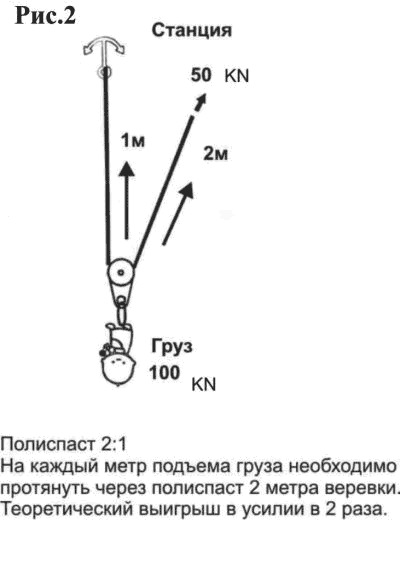 Рис.2
Станция
50 KN
1м
2м
Груз
100 KN
Полиспаст 2:1
На каждый метр подъема груза необходимо
протянуть через полиспаст 2 метра веревки.
Теоретический выигрыш в усилии в 2 раза.